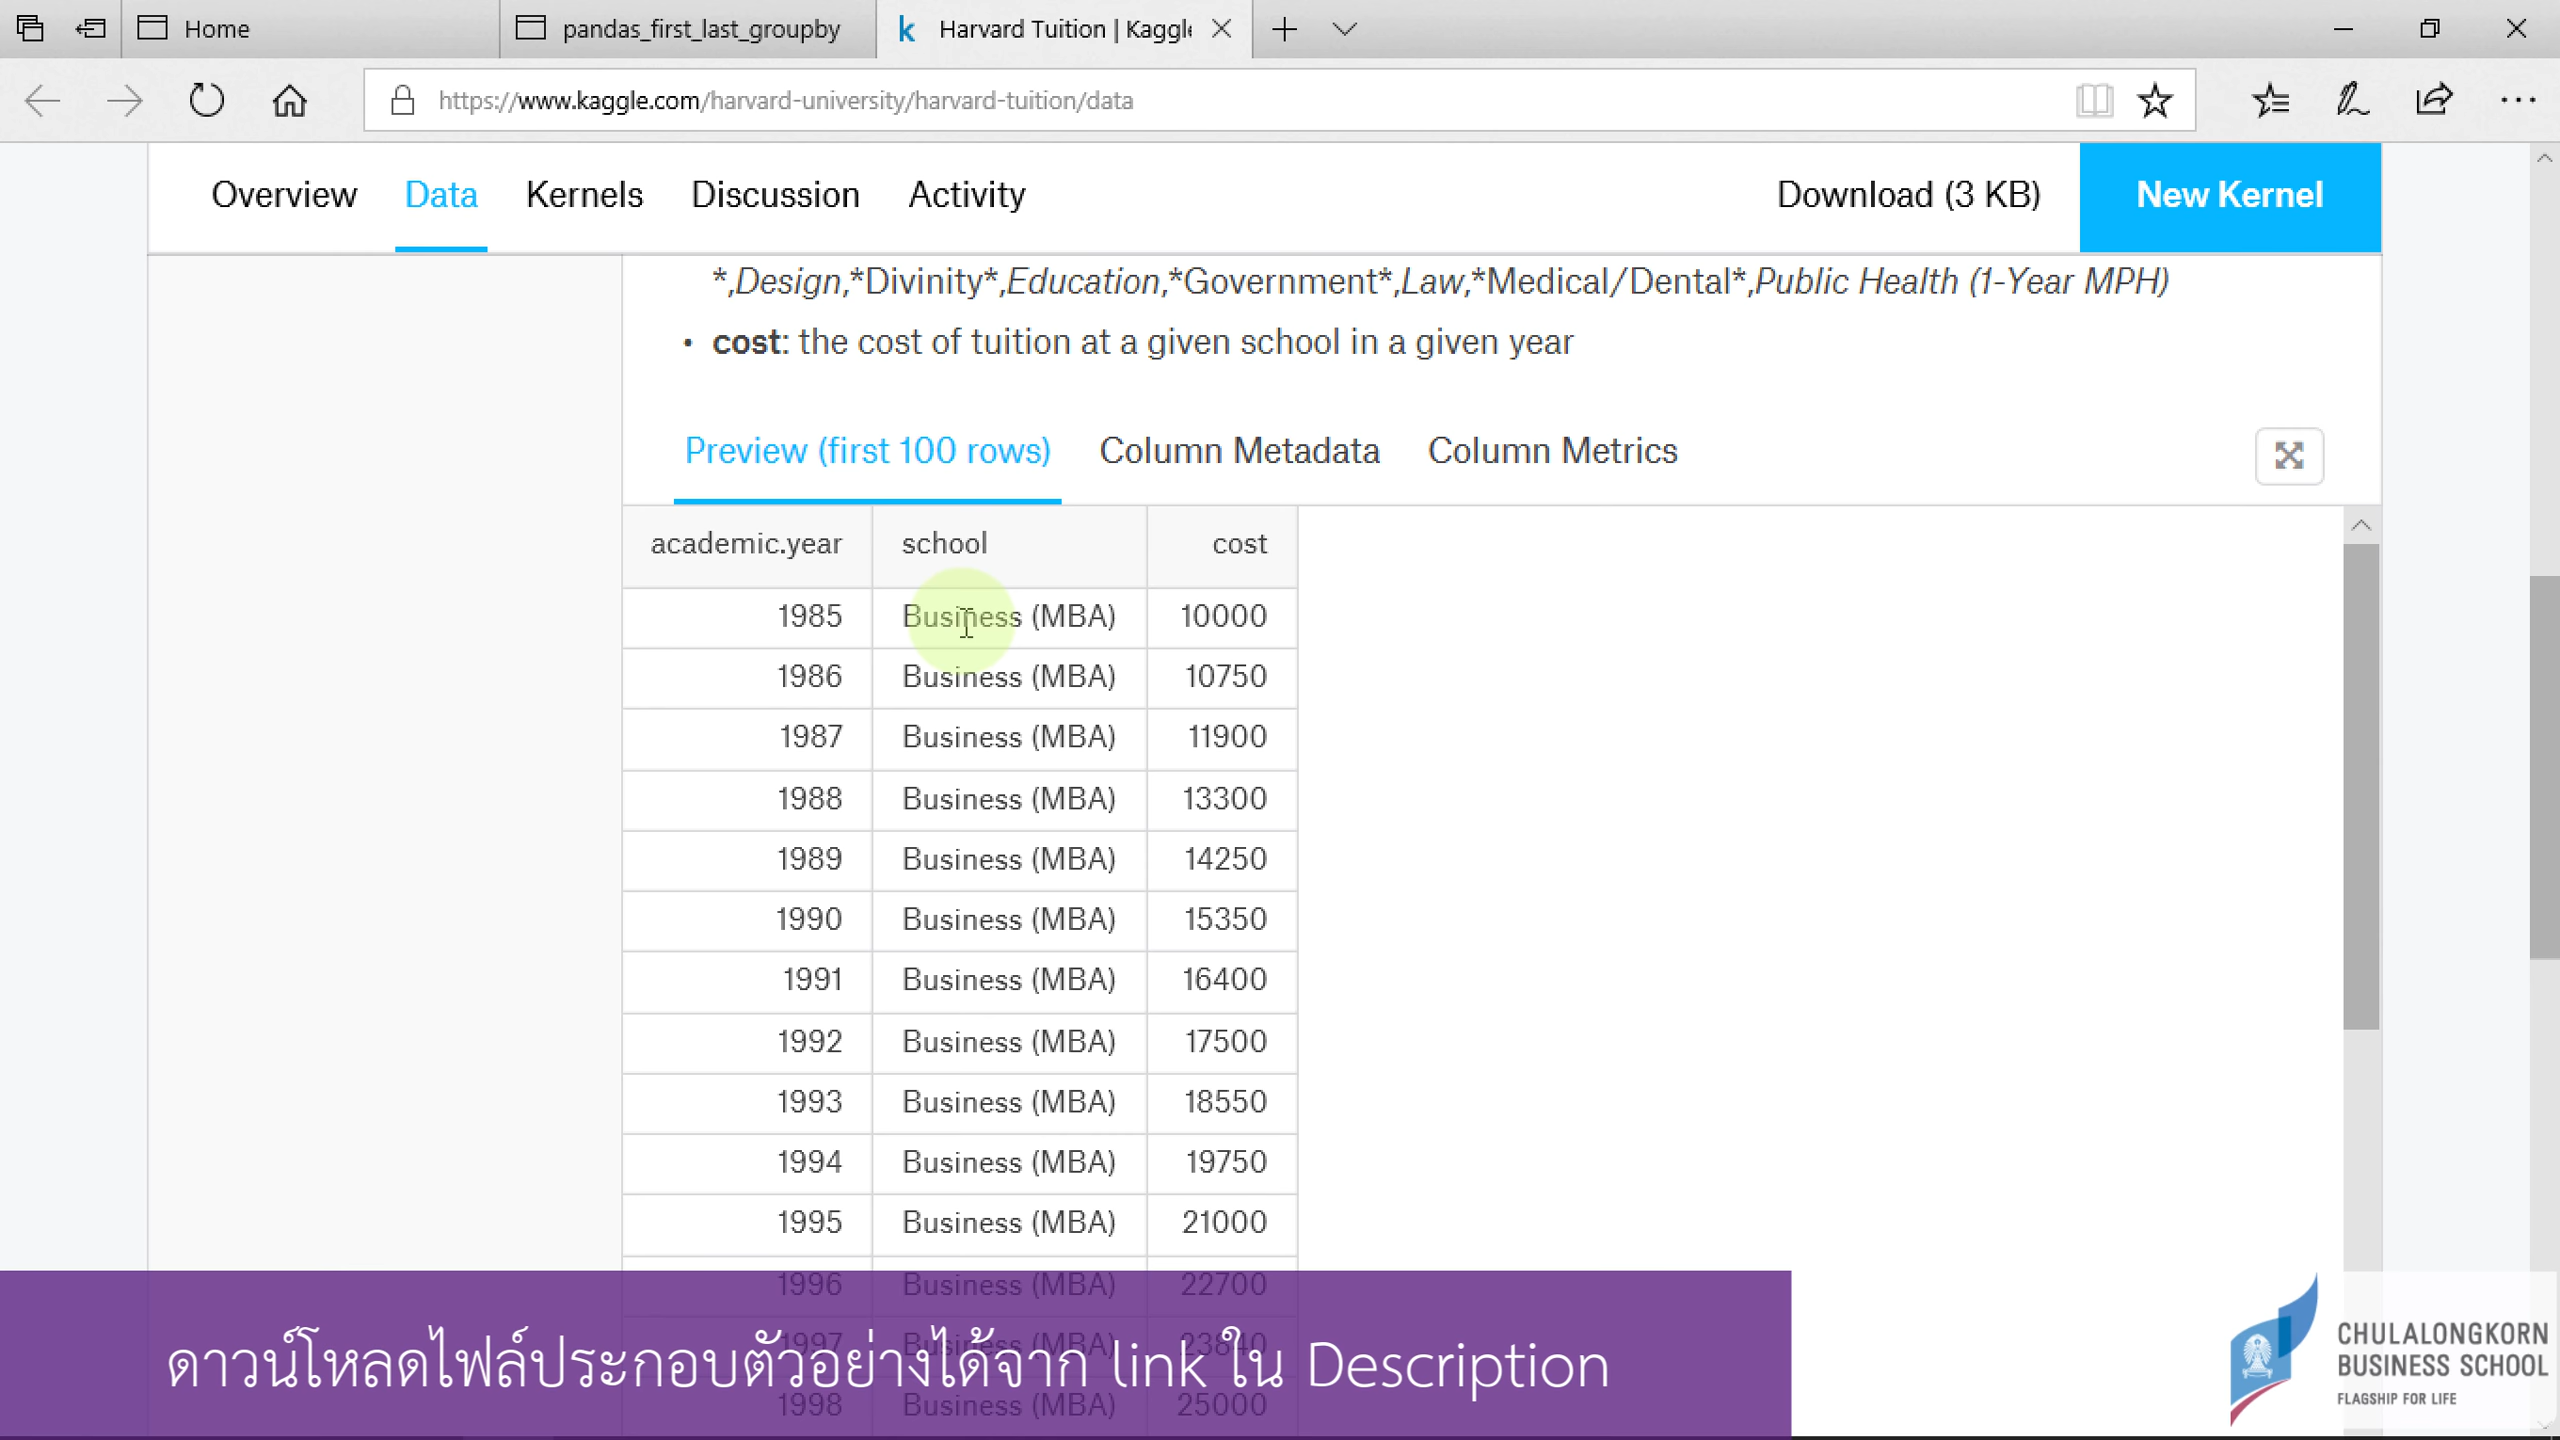 Home
pandas_first_last_groupby
Harvard Tuition | Kaggle
https://www.kaggle.com/harvard-university/harvard-tuition/data
Overview Data Kernels Discussion Activity Download (3 KB) New Kernel
*,Design,*Divinity*,Education,*Government*,Law,*Medical/Dental*,Public Health (1-Year MPH)
• cost: the cost of tuition at a given school in a given year
Preview (first 100 rows) Column Metadata Column Metrics
academic.year school cost
1985 Business (MBA) 10000
1986 Business (MBA) 10750
1987 Business (MBA) 11900
1988 Business (MBA) 13300
1989 Business (MBA) 14250
1990 Business (MBA) 15350
1991 Business (MBA) 16400
1992 Business (MBA) 17500
1993 Business (MBA) 18550
1994 Business (MBA) 19750
1995 Business (MBA) 21000
1996 Business (MBA) 22700
1997 Business (MBA) 23840
1998 Business (MBA) 25000
ดาวน์โหลดไฟล์ประกอบตัวอย่างได้จาก link ใน Description
CHULALONGKORN
BUSINESS SCHOOL
FLAGSHIP FOR LIFE